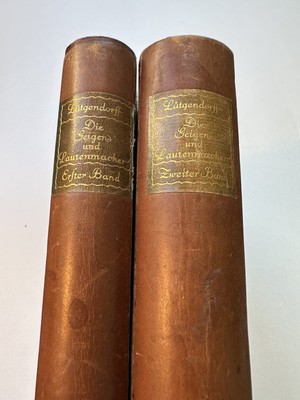 Lütgendorff
Die
Geigen
und
Lautenmacher
Erster Band
Lütgendorff
Die
Geigen
und
Lautenmacher
Zweiter Band